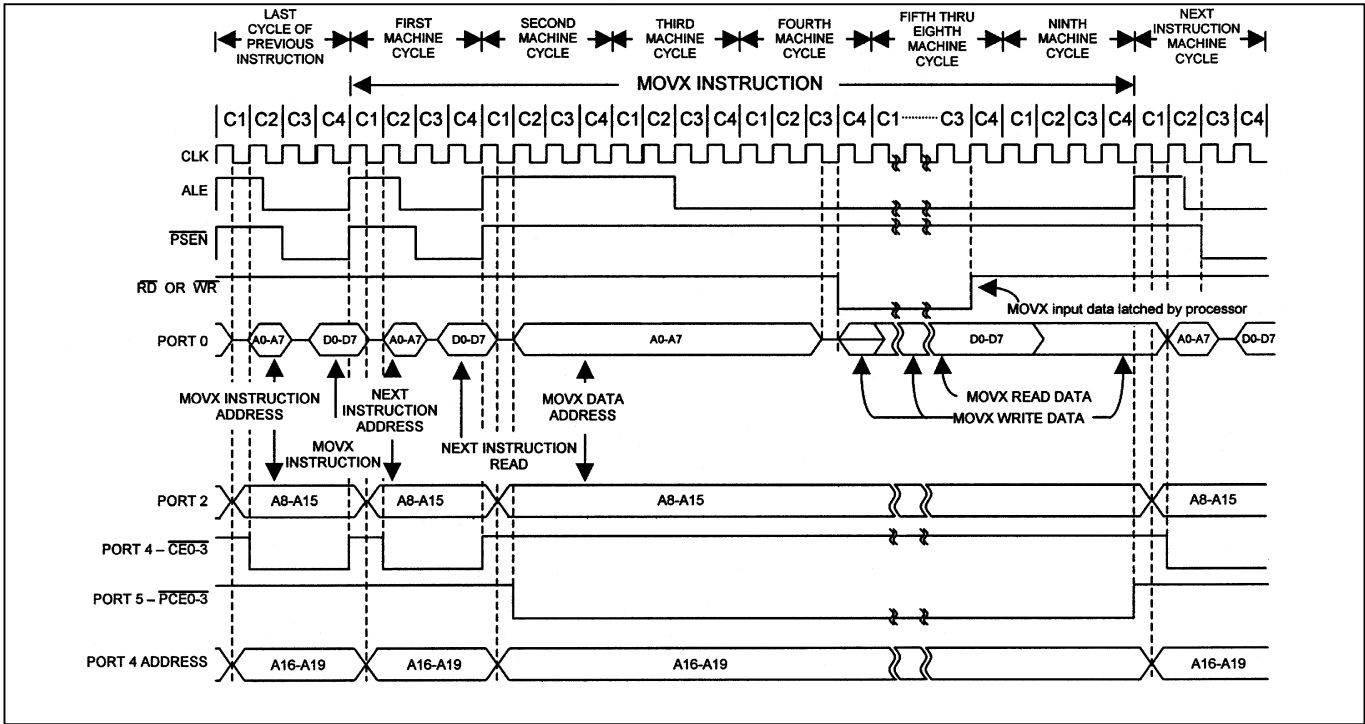 LAST CYCLE OF PREVIOUS INSTRUCTION
FIRST MACHINE CYCLE
SECOND MACHINE CYCLE
THIRD MACHINE CYCLE
FOURTH MACHINE CYCLE
FIFTH THRU EIGHTH MACHINE CYCLE
NINTH MACHINE CYCLE
NEXT INSTRUCTION MACHINE CYCLE
MOVX INSTRUCTION
C1 C2 C3 C4 C1 C2 C3 C4 C1 C2 C3 C4 C1 C2 C3 C4 C1 C2 C3 C4 C1 ........ C3 C4 C1 C2 C3 C4 C1 C2 C3 C4
CLK
ALE
PSEN
RD OR WR
MOVX input data latched by processor
PORT 0 A0-A7 D0-D7 A0-A7 D0-D7 A0-A7 D0-D7 A0-A7 D0-D7
MOVX INSTRUCTION ADDRESS
NEXT INSTRUCTION ADDRESS
MOVX DATA ADDRESS
MOVX READ DATA
MOVX WRITE DATA
MOVX INSTRUCTION
NEXT INSTRUCTION READ
PORT 2 A8-A15 A8-A15 A8-A15 A8-A15
PORT 4 – CE0-3
PORT 5 – PCE0-3
PORT 4 ADDRESS A16-A19 A16-A19 A16-A19 A16-A19